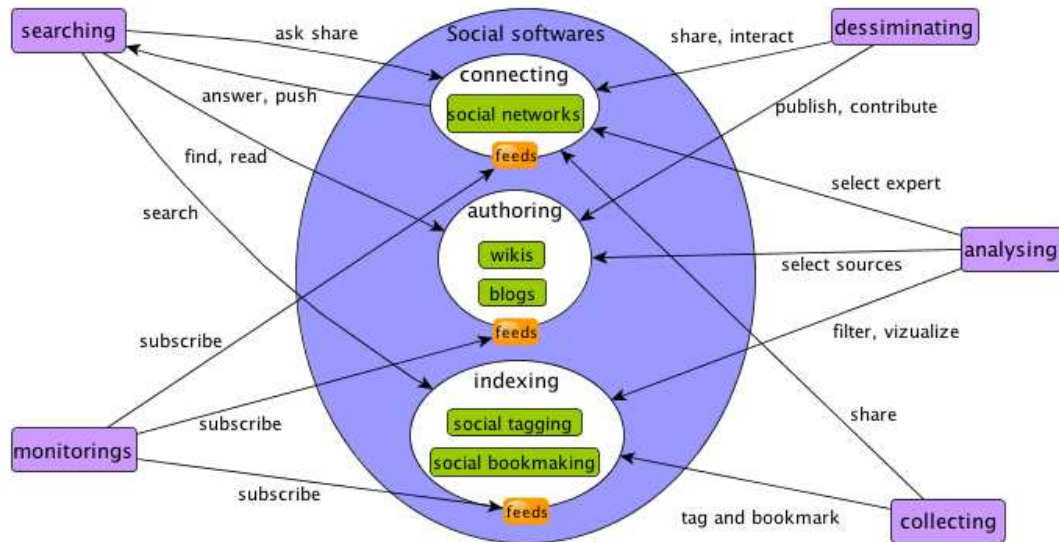 searching
ask share
Social softwares
share, interact
dessiminating
connecting
answer, push
social networks
publish, contribute
feeds
find, read
select expert
search
authoring
wikis
analysing
select sources
blogs
subscribe
feeds
filter, vizualize
indexing
subscribe
social tagging
share
monitorings
social bookmaking
subscribe
feeds
tag and bookmark
collecting